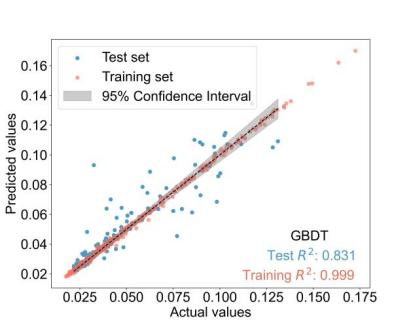 Test set
Training set
95% Confidence Interval
0.16
0.14
0.12
0.10
0.08
0.06
0.04
0.02
Predicted values
GBDT
Test R²: 0.831
Training R²: 0.999
0.025 0.050 0.075 0.100 0.125 0.150 0.175
Actual values